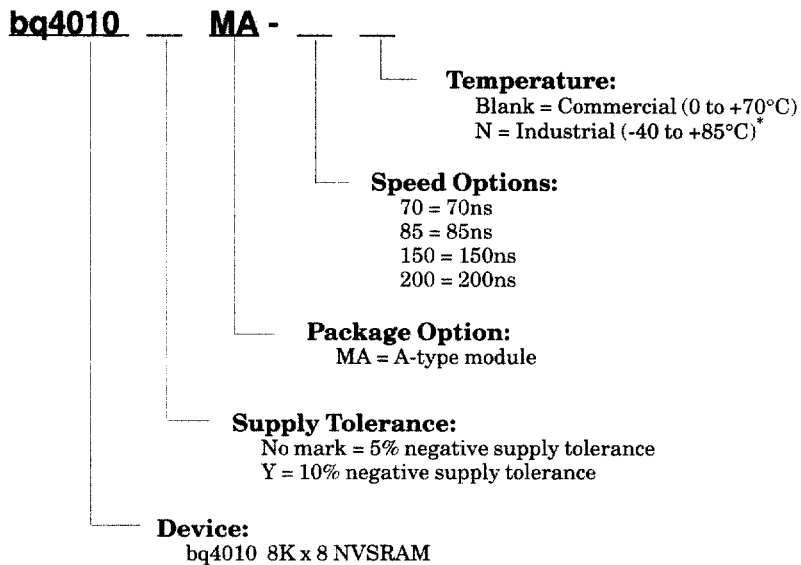 bq4010 __ MA - __ __
Temperature:
Blank = Commercial (0 to +70°C)
N = Industrial (-40 to +85°C)*
Speed Options:
70 = 70ns
85 = 85ns
150 = 150ns
200 = 200ns
Package Option:
MA = A-type module
Supply Tolerance:
No mark = 5% negative supply tolerance
Y = 10% negative supply tolerance
Device:
bq4010 8K x 8 NVSRAM